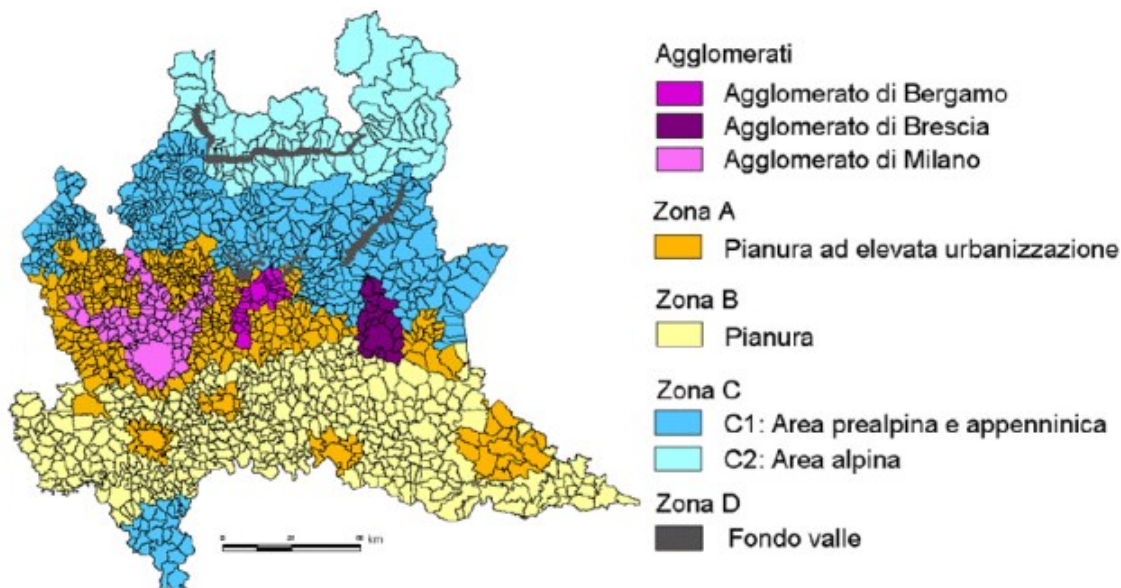 Agglomerati
Agglomerato di Bergamo
Agglomerato di Brescia
Agglomerato di Milano
Zona A
Pianura ad elevata urbanizzazione
Zona B
Pianura
Zona C
C1: Area prealpina e appenninica
C2: Area alpina
Zona D
Fondo valle
km